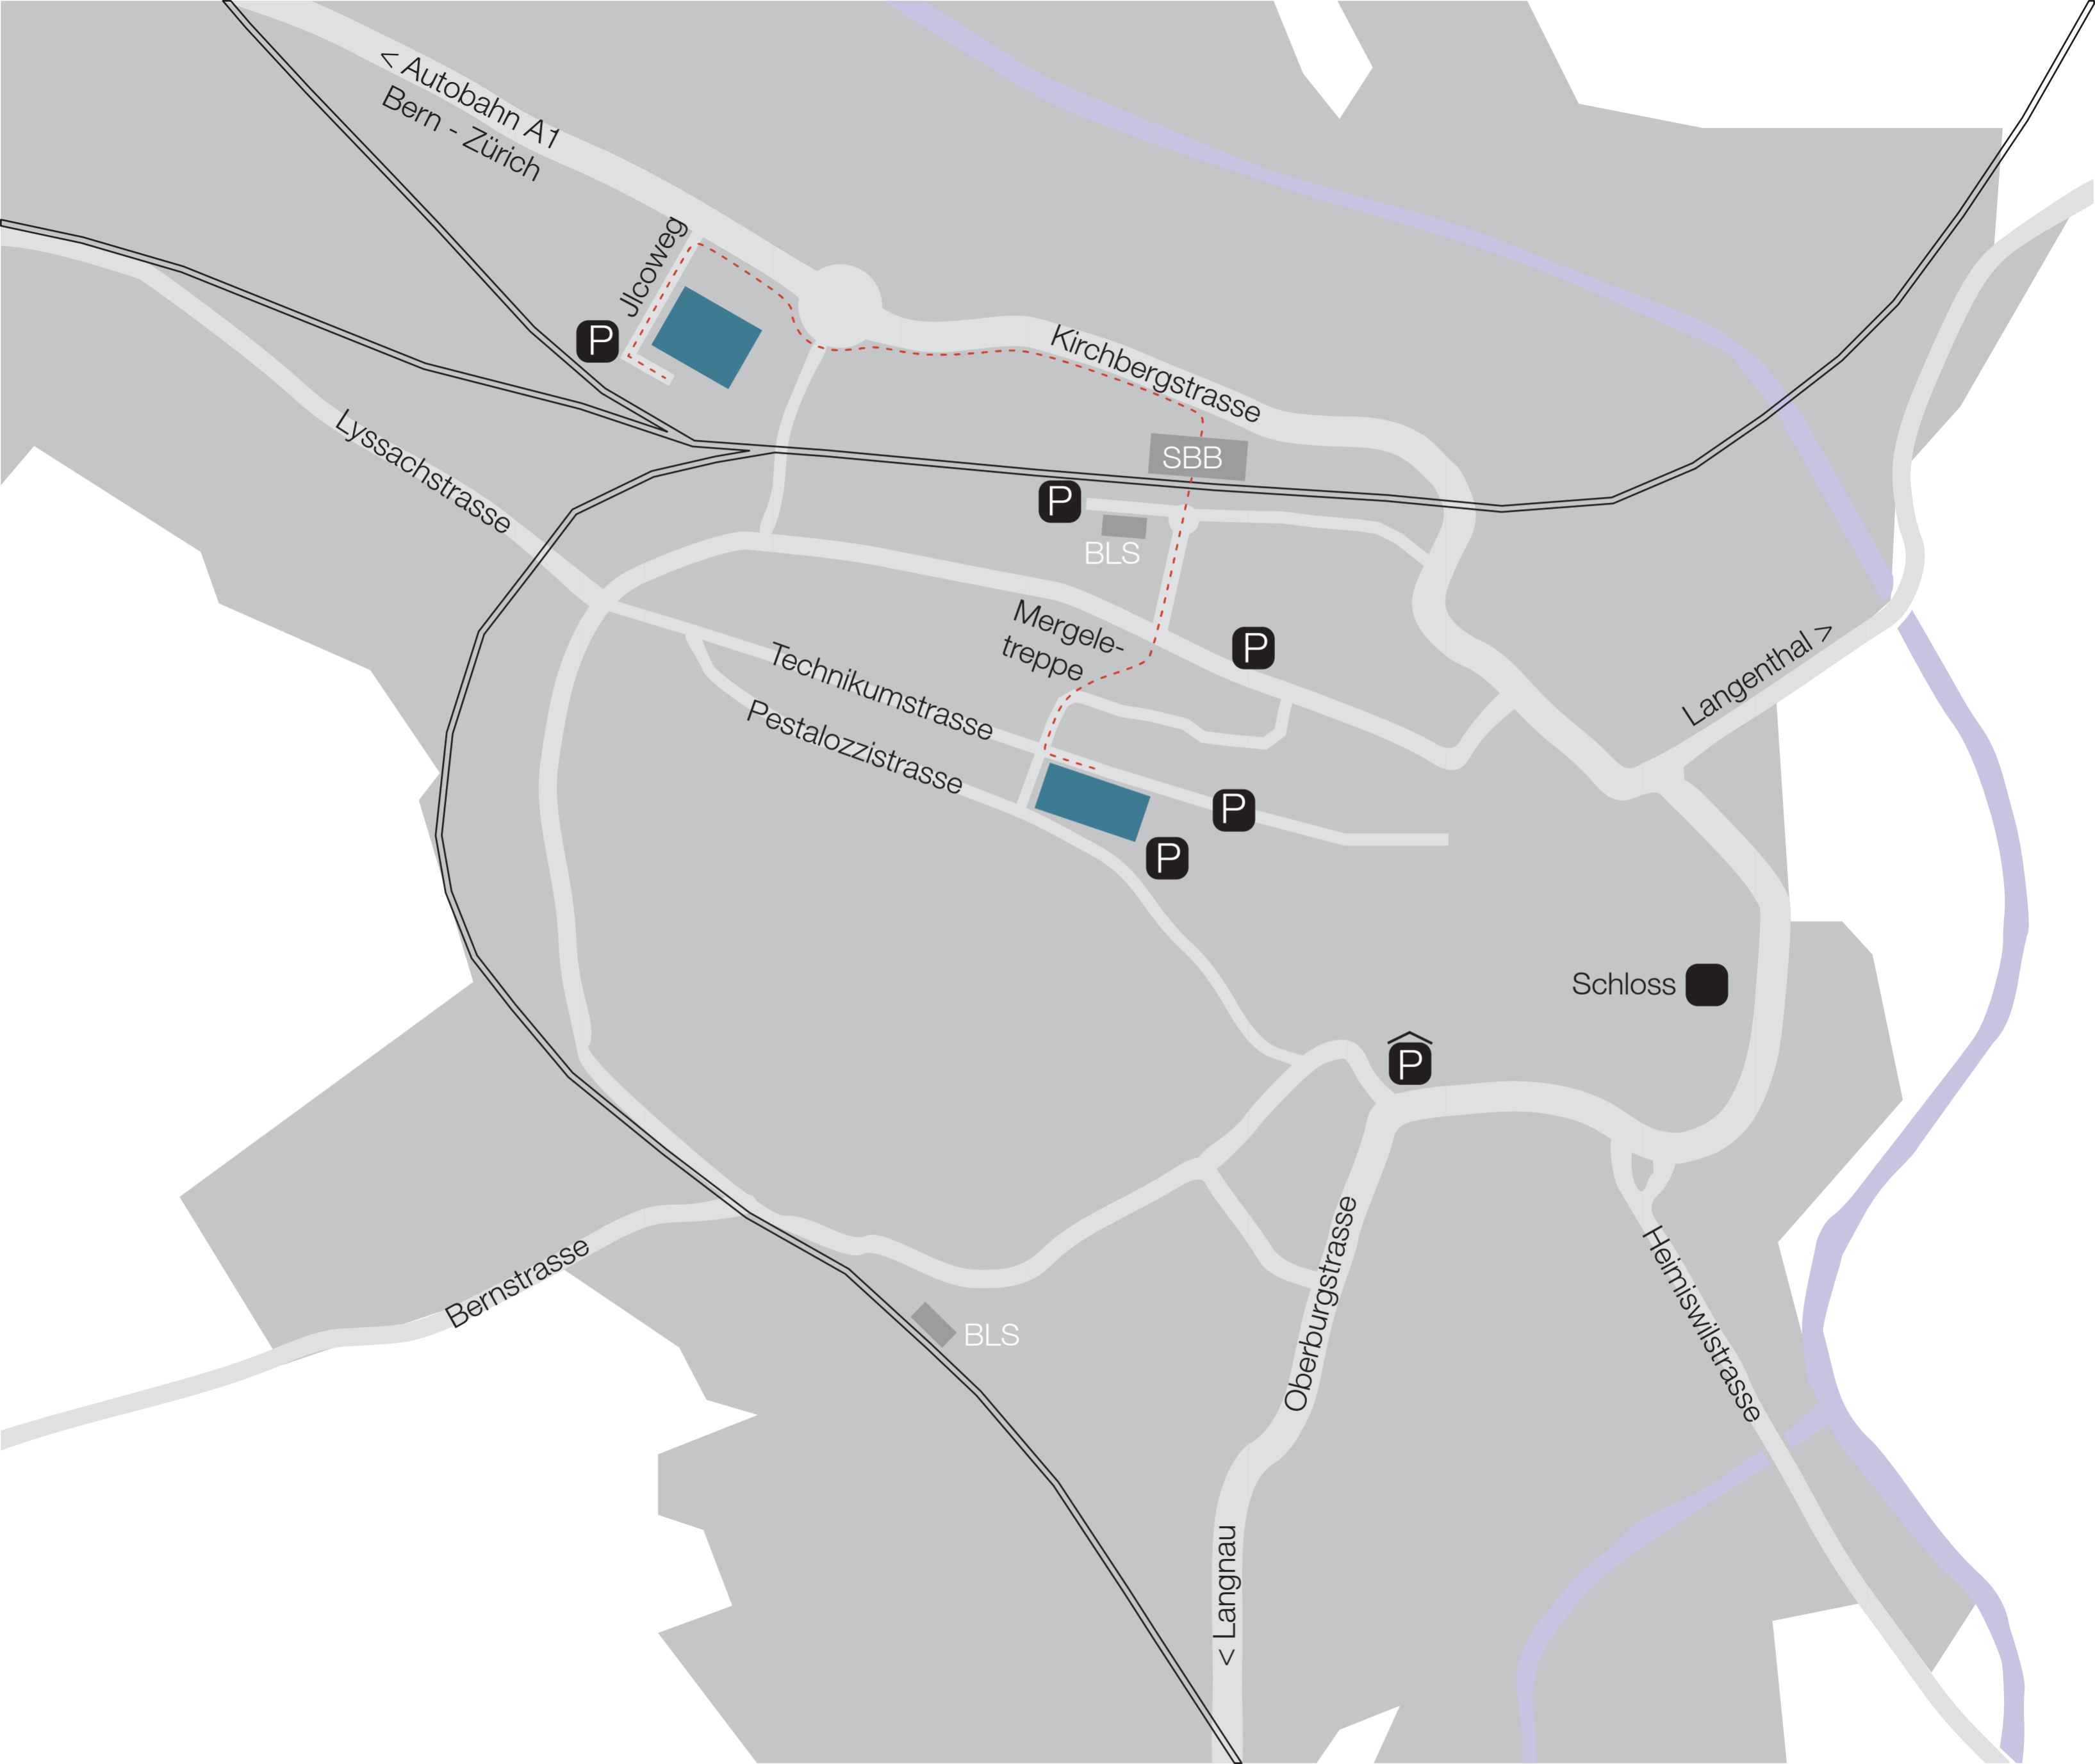 < Autobahn A1
Bern - Zürich
Jlcoweg
P
Kirchbergstrasse
SBB
Lyssachstrasse
P
BLS
Mergele-
treppe
P
Langenthal >
Technikumstrasse
Pestalozzistrasse
P
P
Schloss
P
Bernstrasse
BLS
Oberburgstrasse
Heimiswilstrasse
< Langnau